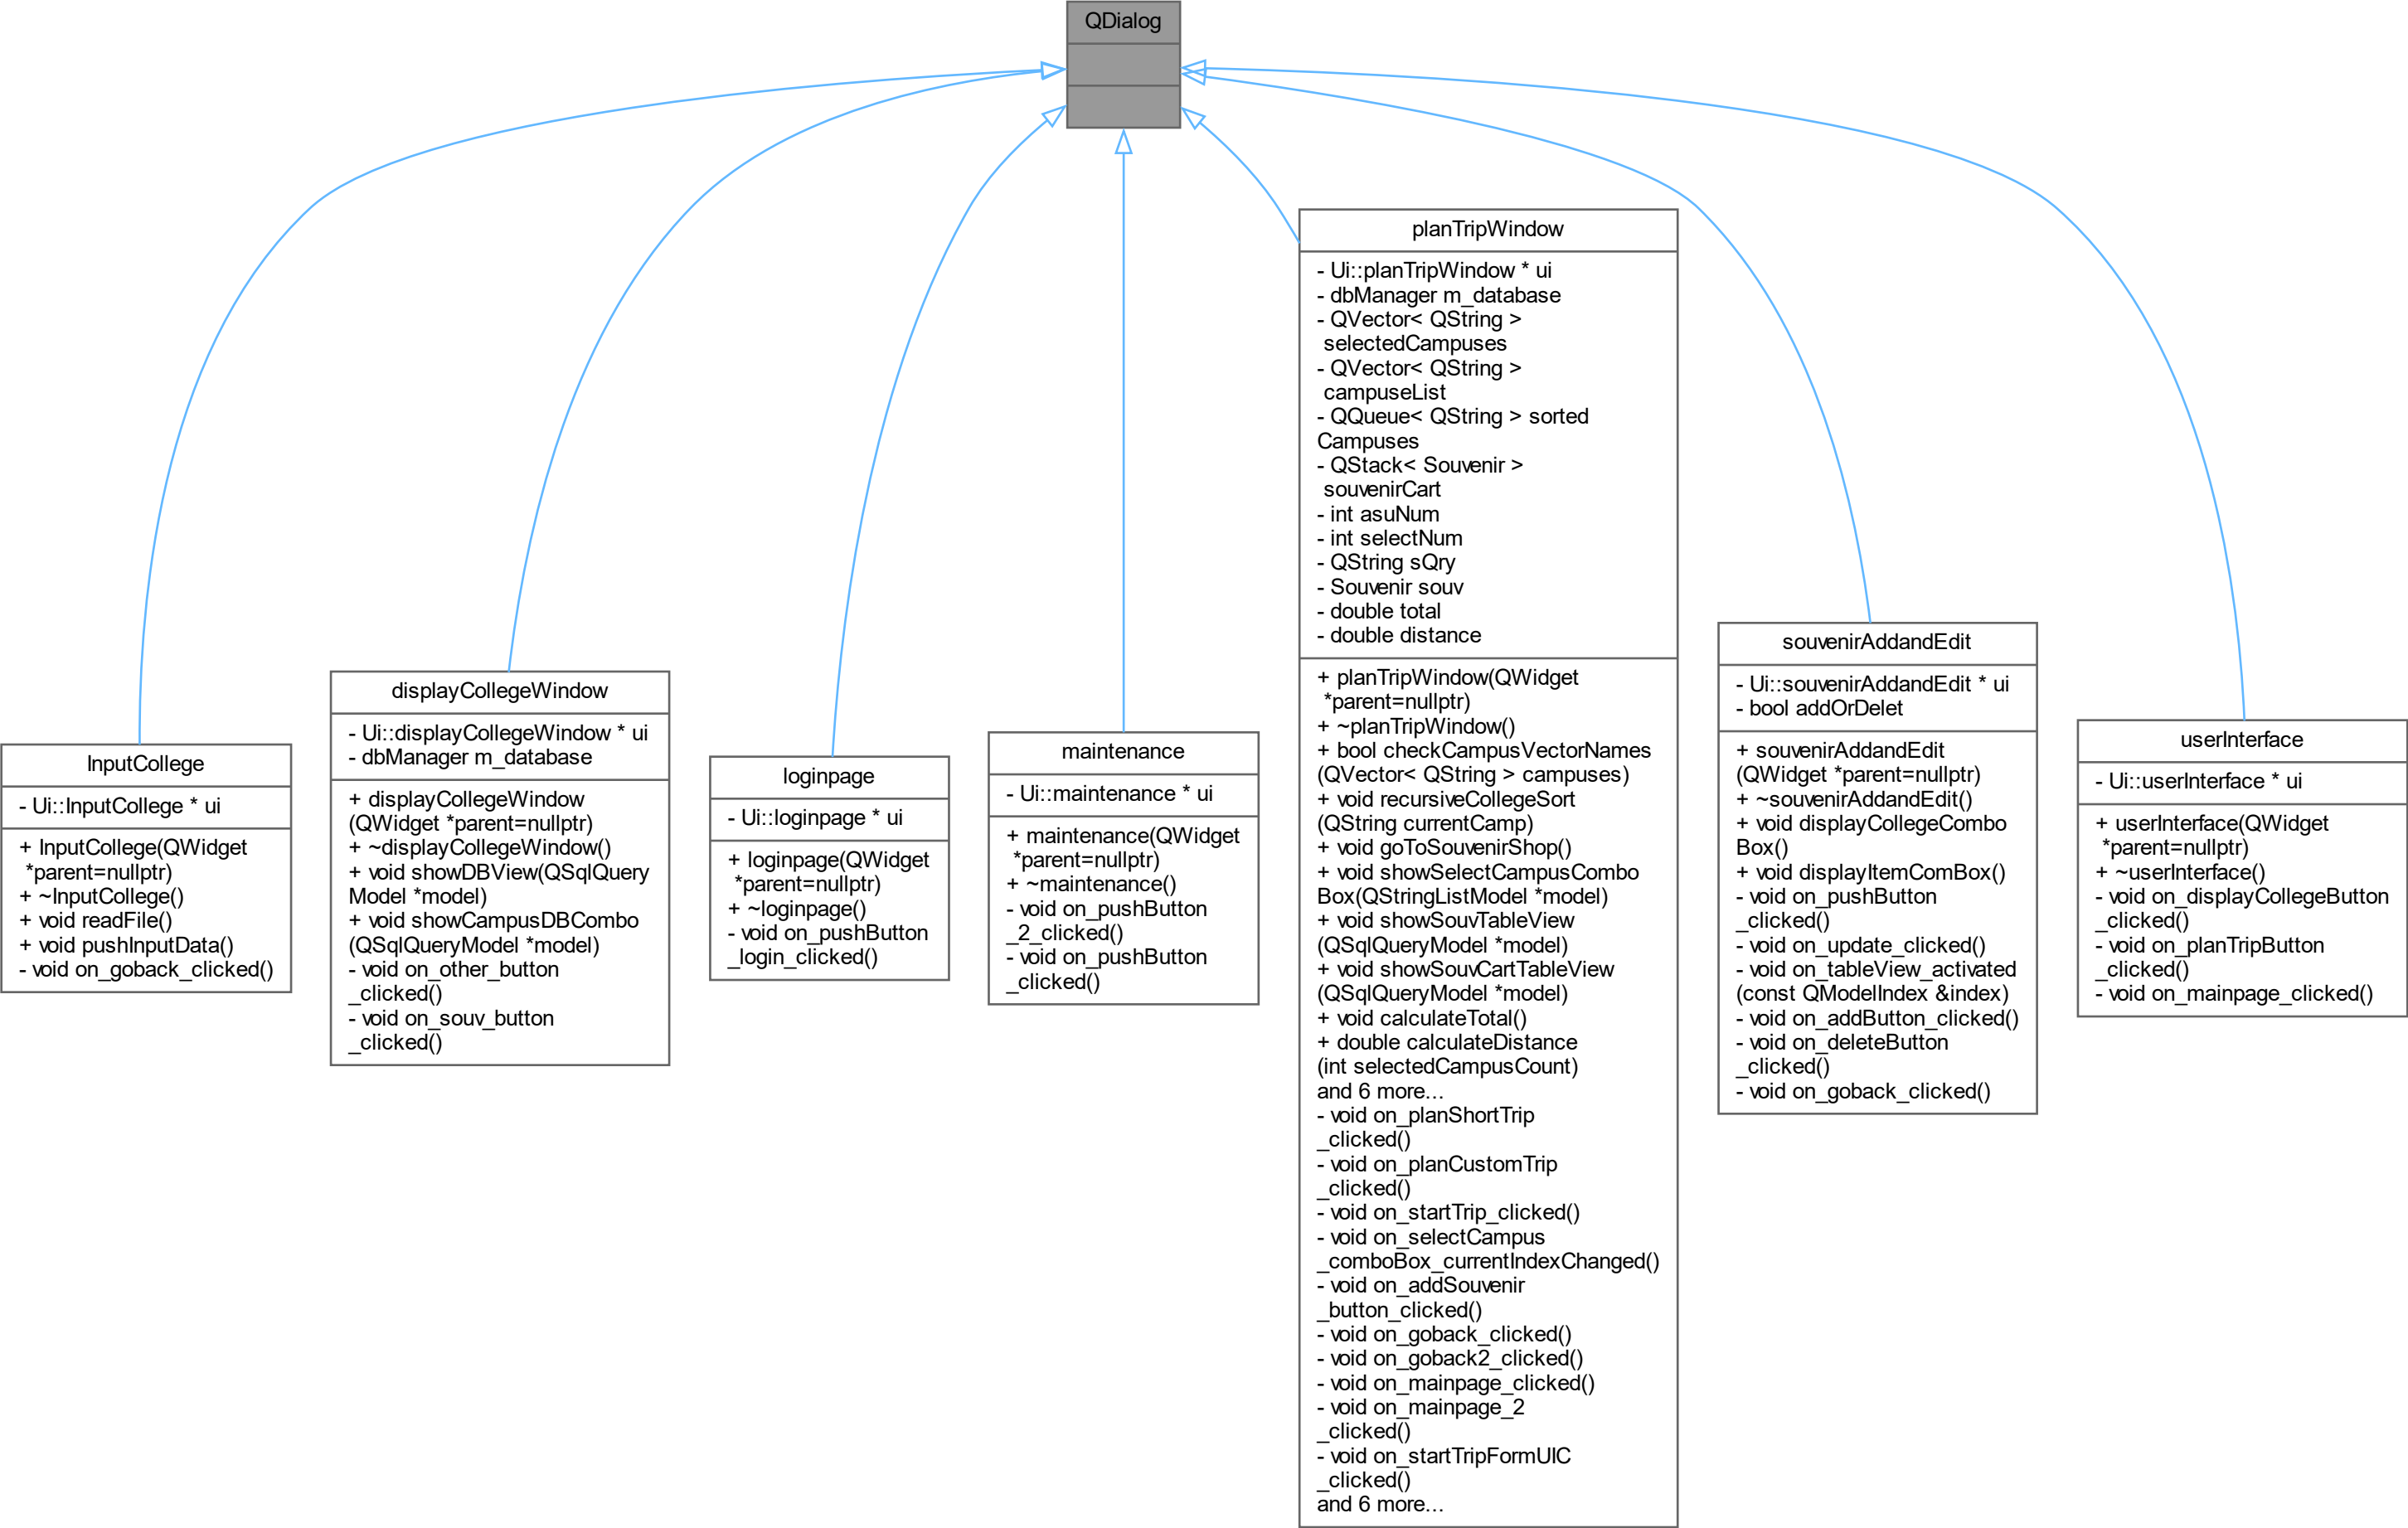 QDialog
InputCollege
- Ui::InputCollege * ui
+ InputCollege(QWidget
 *parent=nullptr)
+ ~InputCollege()
+ void readFile()
+ void pushInputData()
- void on_goback_clicked()
displayCollegeWindow
- Ui::displayCollegeWindow * ui
- dbManager m_database
+ displayCollegeWindow
(QWidget *parent=nullptr)
+ ~displayCollegeWindow()
+ void showDBView(QSqlQuery
Model *model)
+ void showCampusDBCombo
(QSqlQueryModel *model)
- void on_other_button
_clicked()
- void on_souv_button
_clicked()
loginpage
- Ui::loginpage * ui
+ loginpage(QWidget
 *parent=nullptr)
+ ~loginpage()
- void on_pushButton
_login_clicked()
maintenance
- Ui::maintenance * ui
+ maintenance(QWidget
 *parent=nullptr)
+ ~maintenance()
- void on_pushButton
_2_clicked()
- void on_pushButton
_clicked()
planTripWindow
- Ui::planTripWindow * ui
- dbManager m_database
- QVector< QString >
 selectedCampuses
- QVector< QString >
 campuseList
- QQueue< QString > sorted
Campuses
- QStack< Souvenir >
 souvenirCart
- int asuNum
- int selectNum
- QString sQry
- Souvenir souv
- double total
- double distance
+ planTripWindow(QWidget
 *parent=nullptr)
+ ~planTripWindow()
+ bool checkCampusVectorNames
(QVector< QString > campuses)
+ void recursiveCollegeSort
(QString currentCamp)
+ void goToSouvenirShop()
+ void showSelectCampusCombo
Box(QStringListModel *model)
+ void showSouvTableView
(QSqlQueryModel *model)
+ void showSouvCartTableView
(QSqlQueryModel *model)
+ void calculateTotal()
+ double calculateDistance
(int selectedCampusCount)
and 6 more...
- void on_planShortTrip
_clicked()
- void on_planCustomTrip
_clicked()
- void on_startTrip_clicked()
- void on_selectCampus
_comboBox_currentIndexChanged()
- void on_addSouvenir
_button_clicked()
- void on_goback_clicked()
- void on_goback2_clicked()
- void on_mainpage_clicked()
- void on_mainpage_2
_clicked()
- void on_startTripFormUIC
_clicked()
and 6 more...
souvenirAddandEdit
- Ui::souvenirAddandEdit * ui
- bool addOrDelet
+ souvenirAddandEdit
(QWidget *parent=nullptr)
+ ~souvenirAddandEdit()
+ void displayCollegeCombo
Box()
+ void displayItemComBox()
- void on_pushButton
_clicked()
- void on_update_clicked()
- void on_tableView_activated
(const QModelIndex &index)
- void on_addButton_clicked()
- void on_deleteButton
_clicked()
- void on_goback_clicked()
userInterface
- Ui::userInterface * ui
+ userInterface(QWidget
 *parent=nullptr)
+ ~userInterface()
- void on_displayCollegeButton
_clicked()
- void on_planTripButton
_clicked()
- void on_mainpage_clicked()